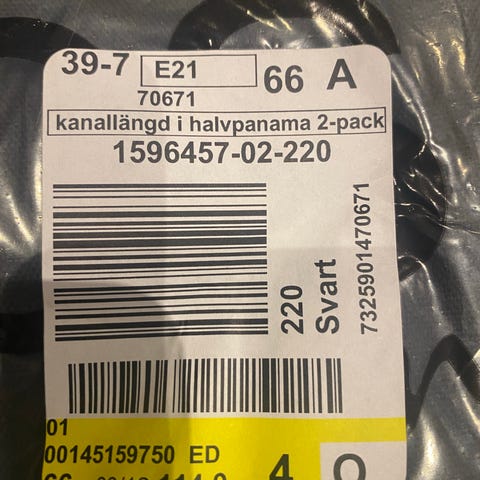 39-7 E21 66 A
70671
kanallängd i halvpanama 2-pack
1596457-02-220
220
Svart
7325901470671
01
00145159750 ED
4